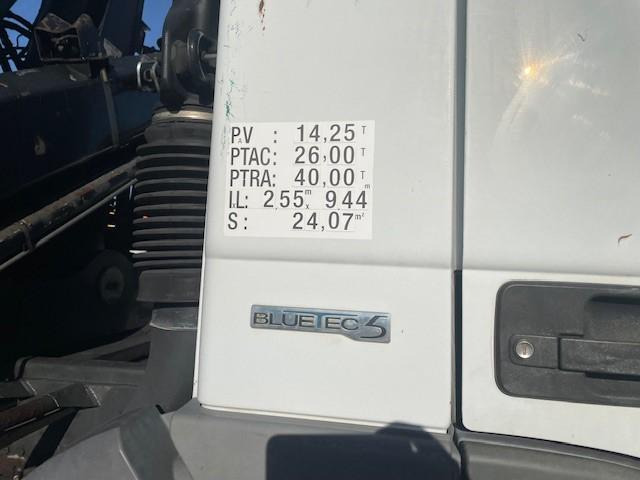 P.V : 14,25 T
PTAC: 26,00 T
PTRA: 40,00 T
l.L: 2,55 m x 9,44 m
S : 24,07 m²
BLUETEC 5